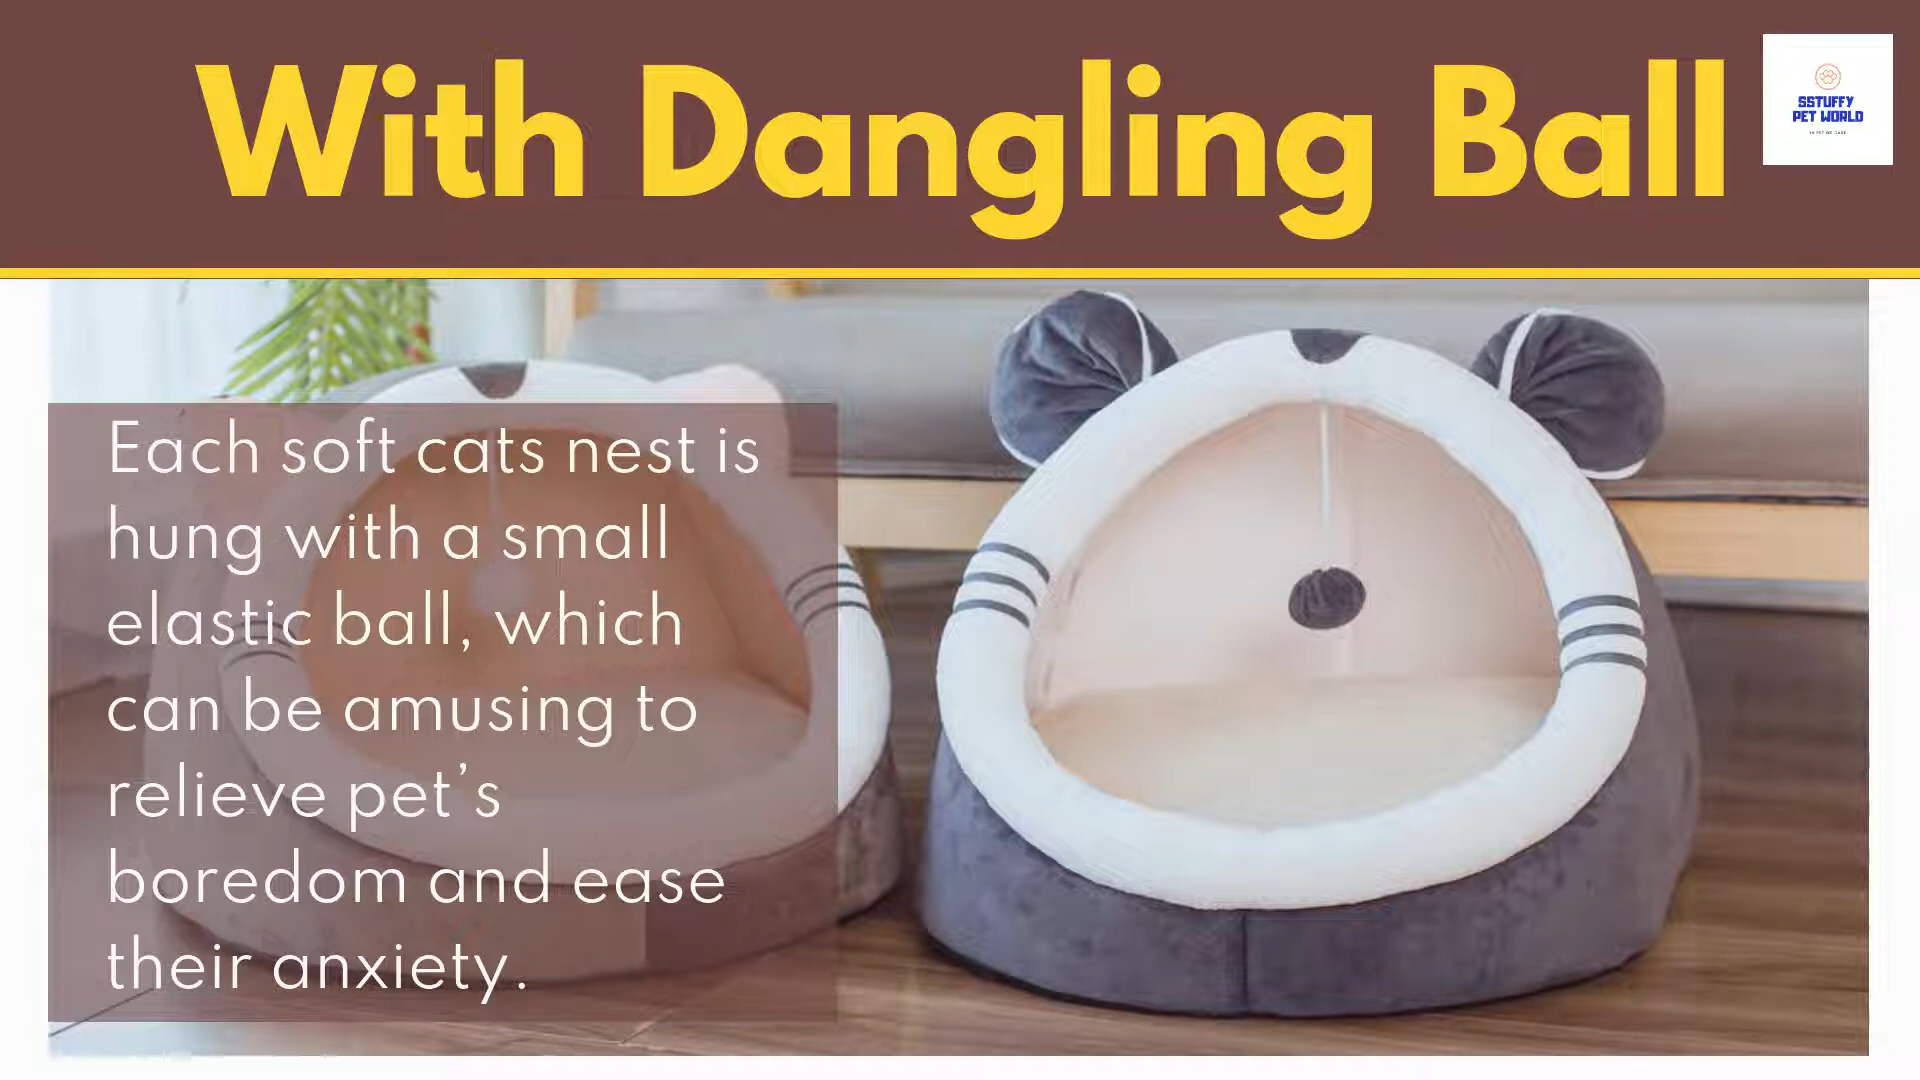 With Dangling Ball
SSTUFFY
PET WORLD
Each soft cats nest is
hung with a small
elastic ball, which
can be amusing to
relieve pet’s
boredom and ease
their anxiety.